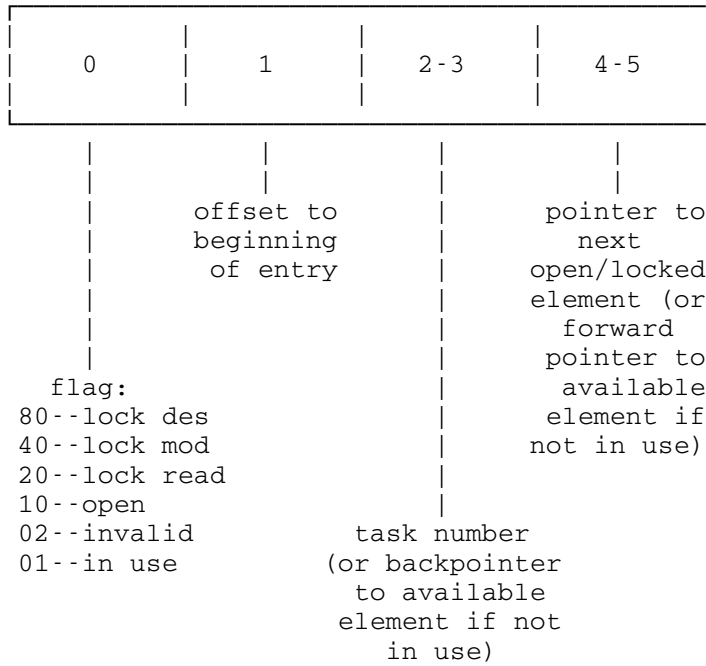 0 1 2-3 4-5
offset to pointer to
beginning next
of entry open/locked
element (or
forward
pointer to
flag: available
80--lock des element if
40--lock mod not in use)
20--lock read
10--open
02--invalid task number
01--in use (or backpointer
to available
element if not
in use)